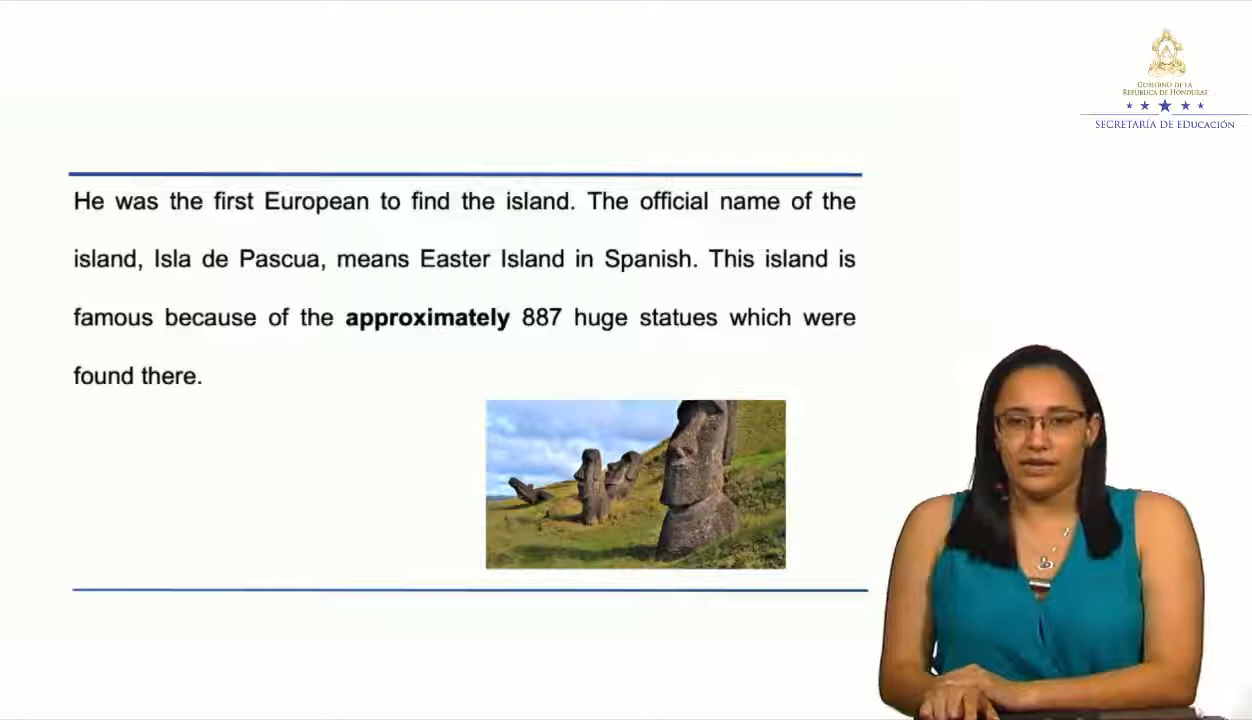 GOBIERNO DE LA
REPÚBLICA DE HONDURAS
SECRETARÍA DE EDUCACIÓN
He was the first European to find the island. The official name of the
island, Isla de Pascua, means Easter Island in Spanish. This island is
famous because of the approximately 887 huge statues which were
found there.